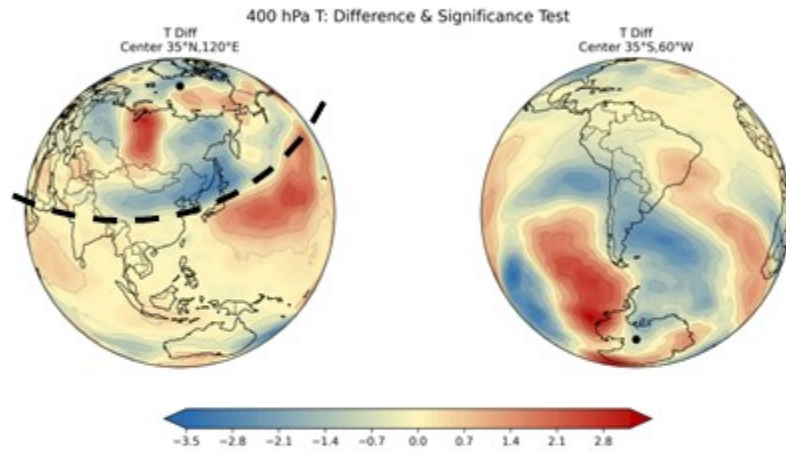 400 hPa T: Difference & Significance Test
T Diff
Center 35°N,120°E
T Diff
Center 35°S,60°W
−3.5 −2.8 −2.1 −1.4 −0.7 0.0 0.7 1.4 2.1 2.8